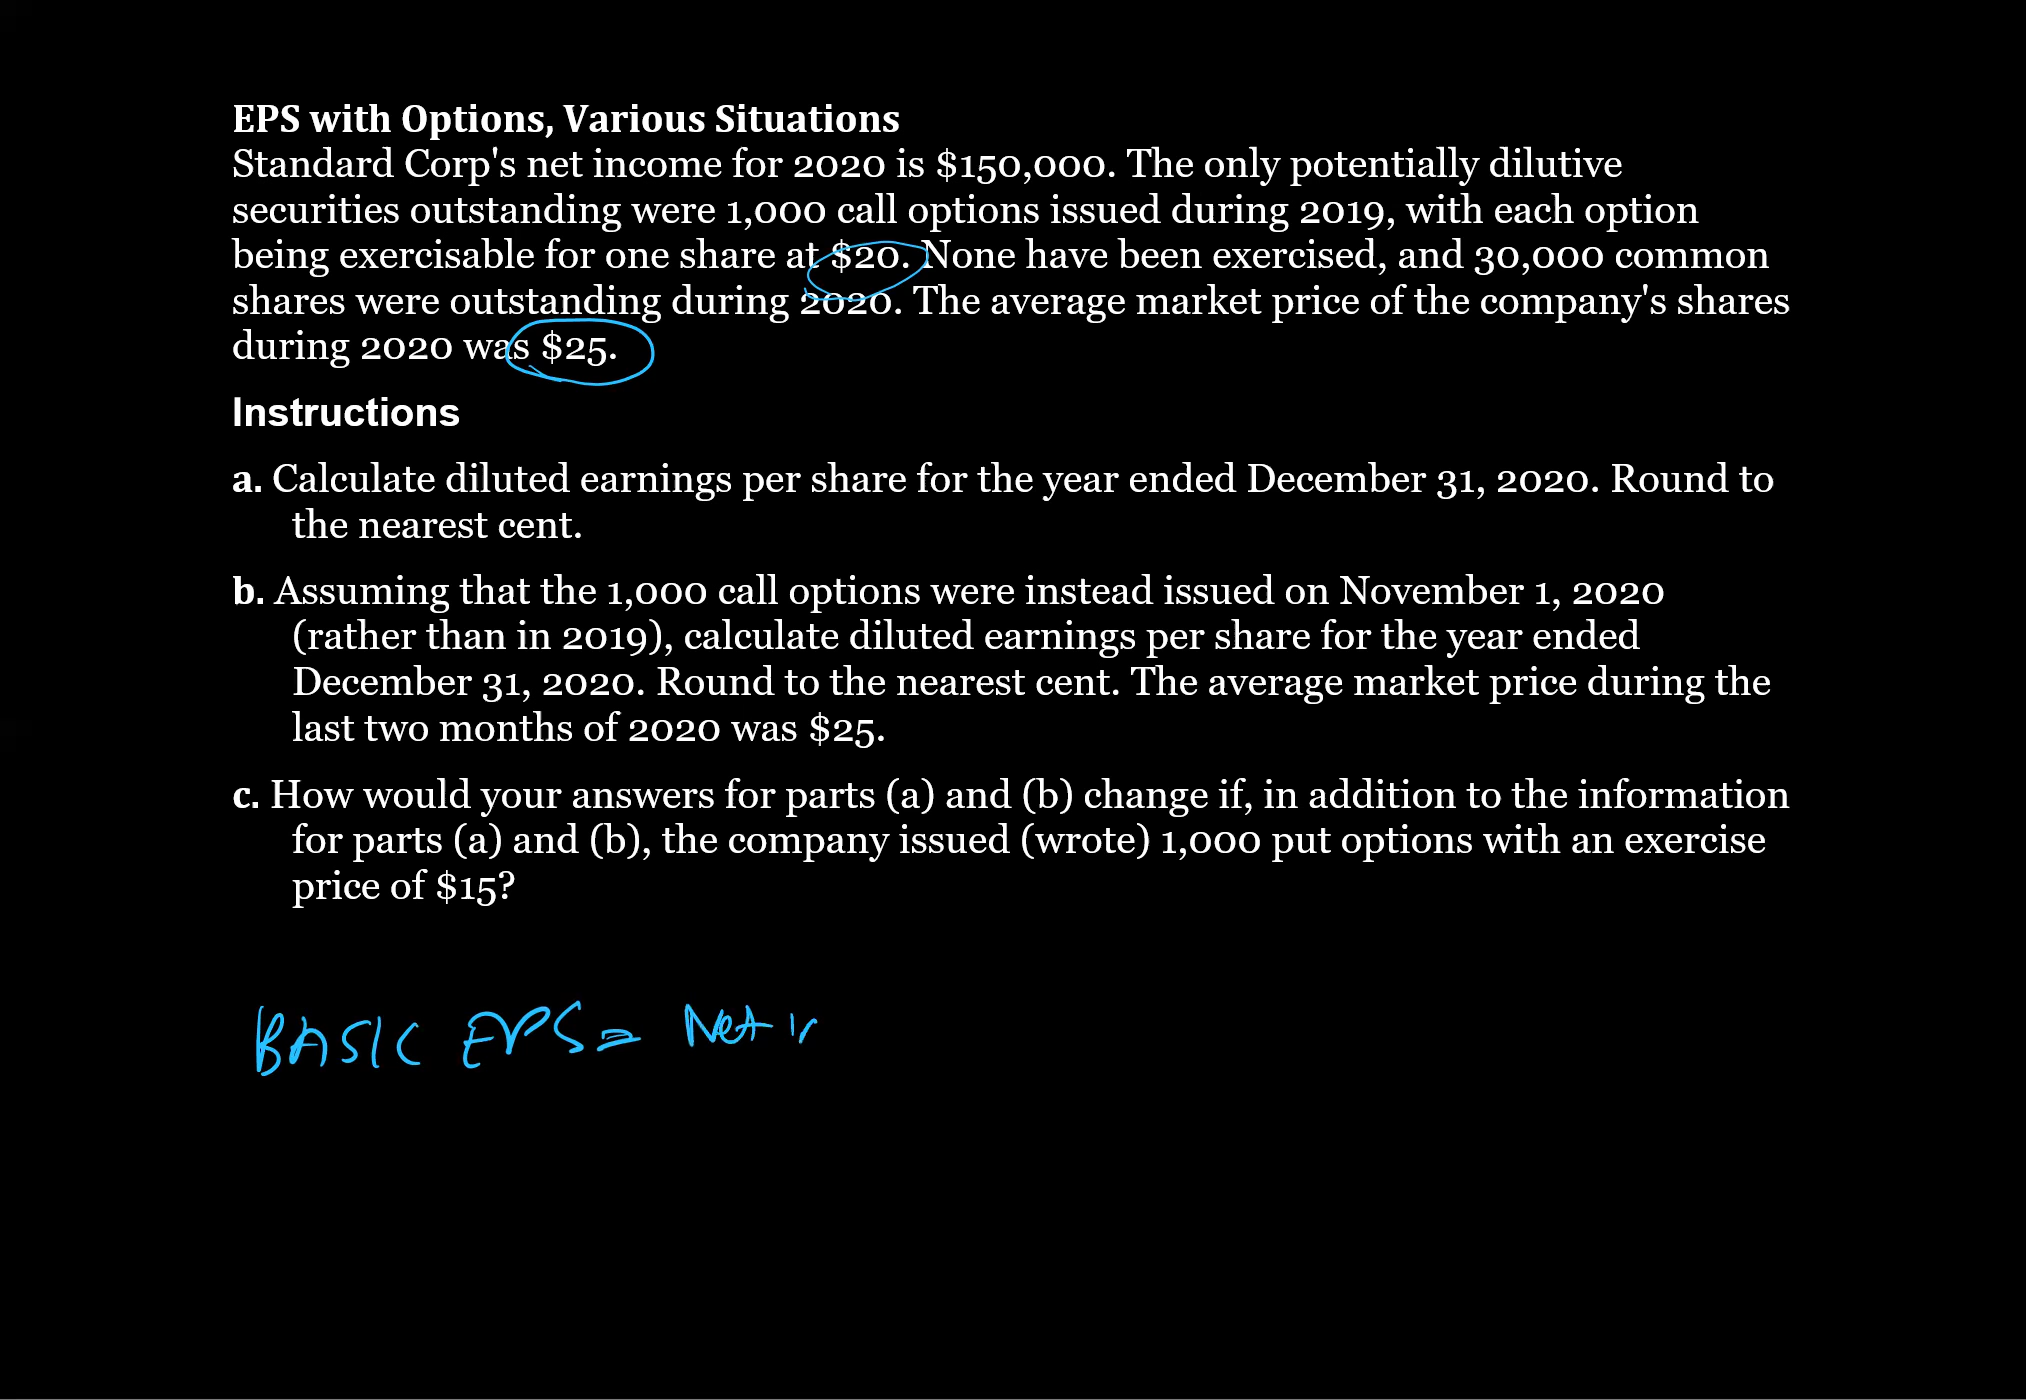 EPS with Options, Various Situations
Standard Corp's net income for 2020 is $150,000. The only potentially dilutive
securities outstanding were 1,000 call options issued during 2019, with each option
being exercisable for one share at $20. None have been exercised, and 30,000 common
shares were outstanding during 2020. The average market price of the company's shares
during 2020 was $25.
Instructions
a. Calculate diluted earnings per share for the year ended December 31, 2020. Round to
the nearest cent.
b. Assuming that the 1,000 call options were instead issued on November 1, 2020
(rather than in 2019), calculate diluted earnings per share for the year ended
December 31, 2020. Round to the nearest cent. The average market price during the
last two months of 2020 was $25.
c. How would your answers for parts (a) and (b) change if, in addition to the information
for parts (a) and (b), the company issued (wrote) 1,000 put options with an exercise
price of $15?
BASIC EPS = Net in